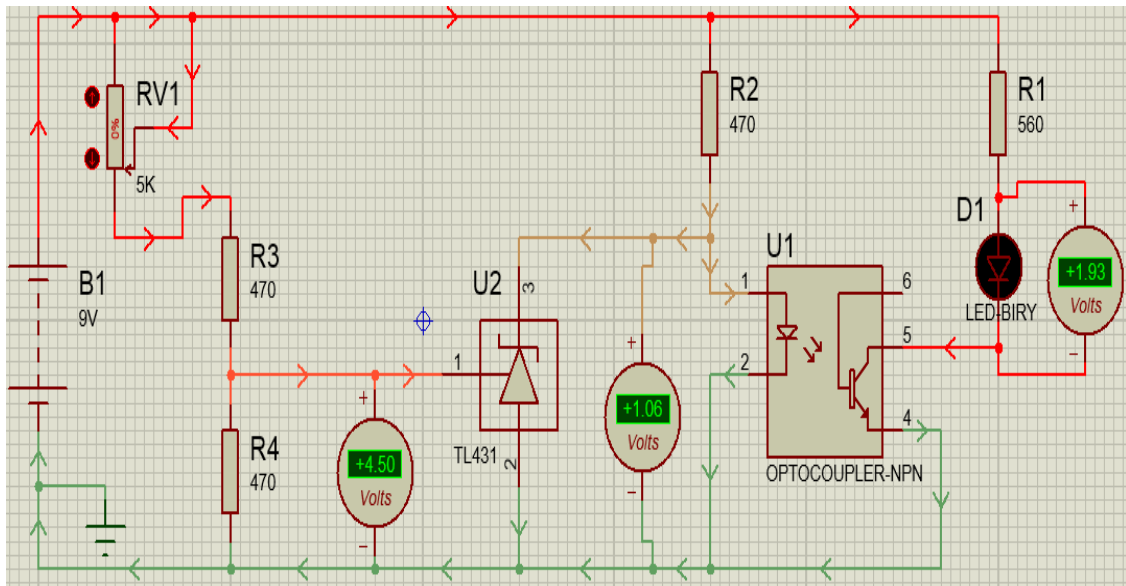 RV1
0%
5K
R2
470
R1
560
D1
+
+1.93
Volts
−
LED-BIRY
B1
9V
R3
470
U2
3
1
TL431
2
+
+1.06
Volts
−
U1
1
2
6
5
4
OPTOCOUPLER-NPN
R4
470
+
+4.50
Volts
−